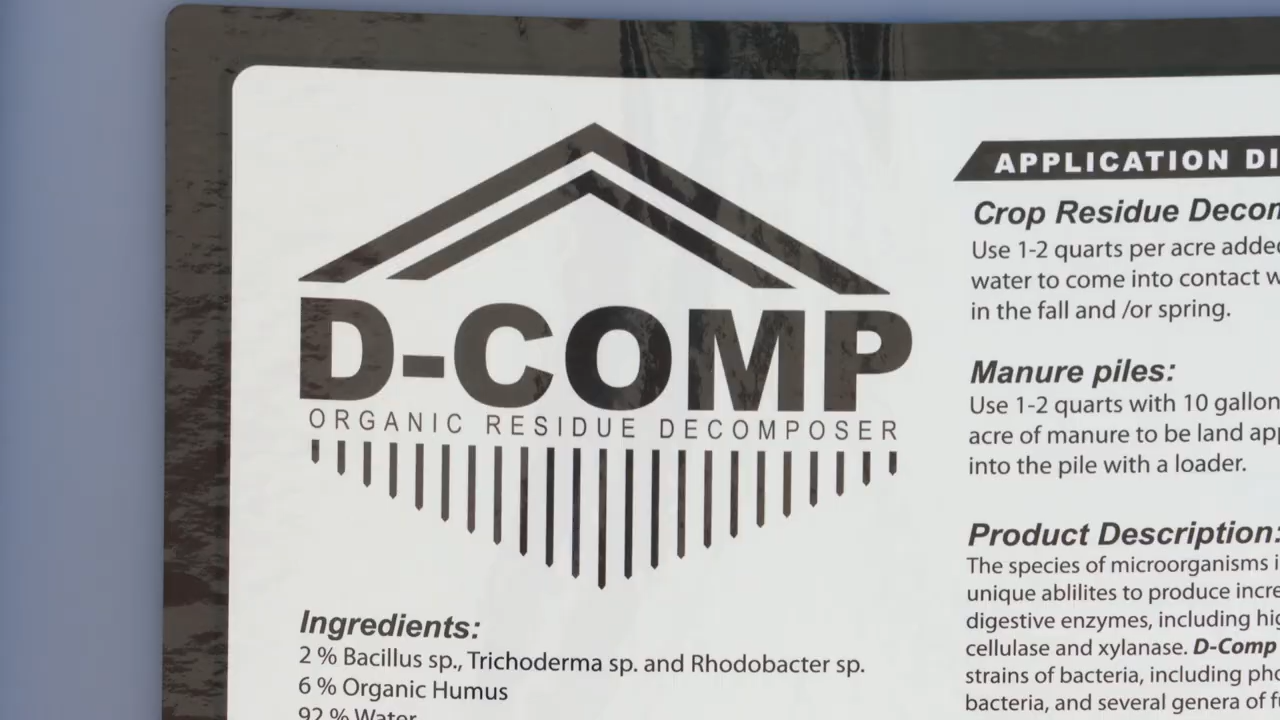 D-COMP
ORGANIC RESIDUE DECOMPOSER
Ingredients:
2 % Bacillus sp., Trichoderma sp. and Rhodobacter sp.
6 % Organic Humus
92 % Water
APPLICATION
Crop Residue
Use 1-2 quarts per acre added
water to come into contact
in the fall and /or spring.
Manure piles:
Use 1-2 quarts with 10
acre of manure to be land
into the pile with a loader.
Product Description:
The species of microorganisms
unique ablilites to produce
digestive enzymes, including
cellulase and xylanase. D-Comp
strains of bacteria, including
bacteria, and several genera of